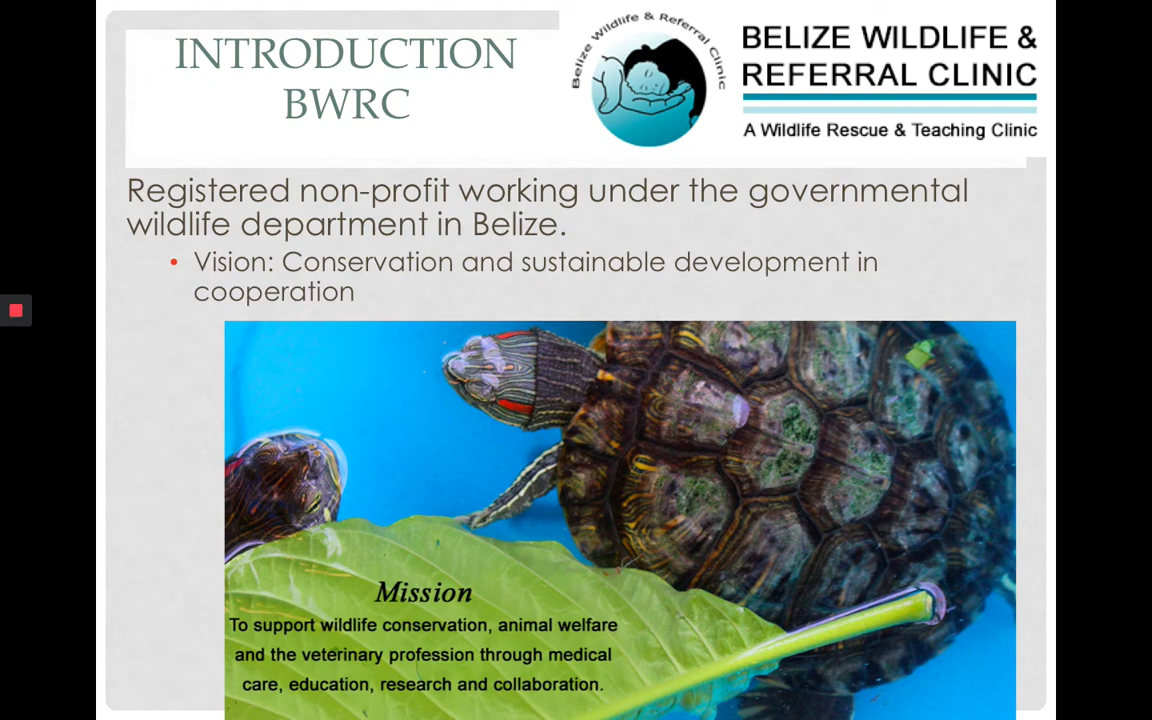 INTRODUCTION
BWRC
Belize Wildlife & Referral Clinic
BELIZE WILDLIFE &
REFERRAL CLINIC
A Wildlife Rescue & Teaching Clinic
Registered non-profit working under the governmental
wildlife department in Belize.
• Vision: Conservation and sustainable development in
cooperation
Mission
To support wildlife conservation, animal welfare
and the veterinary profession through medical
care, education, research and collaboration.